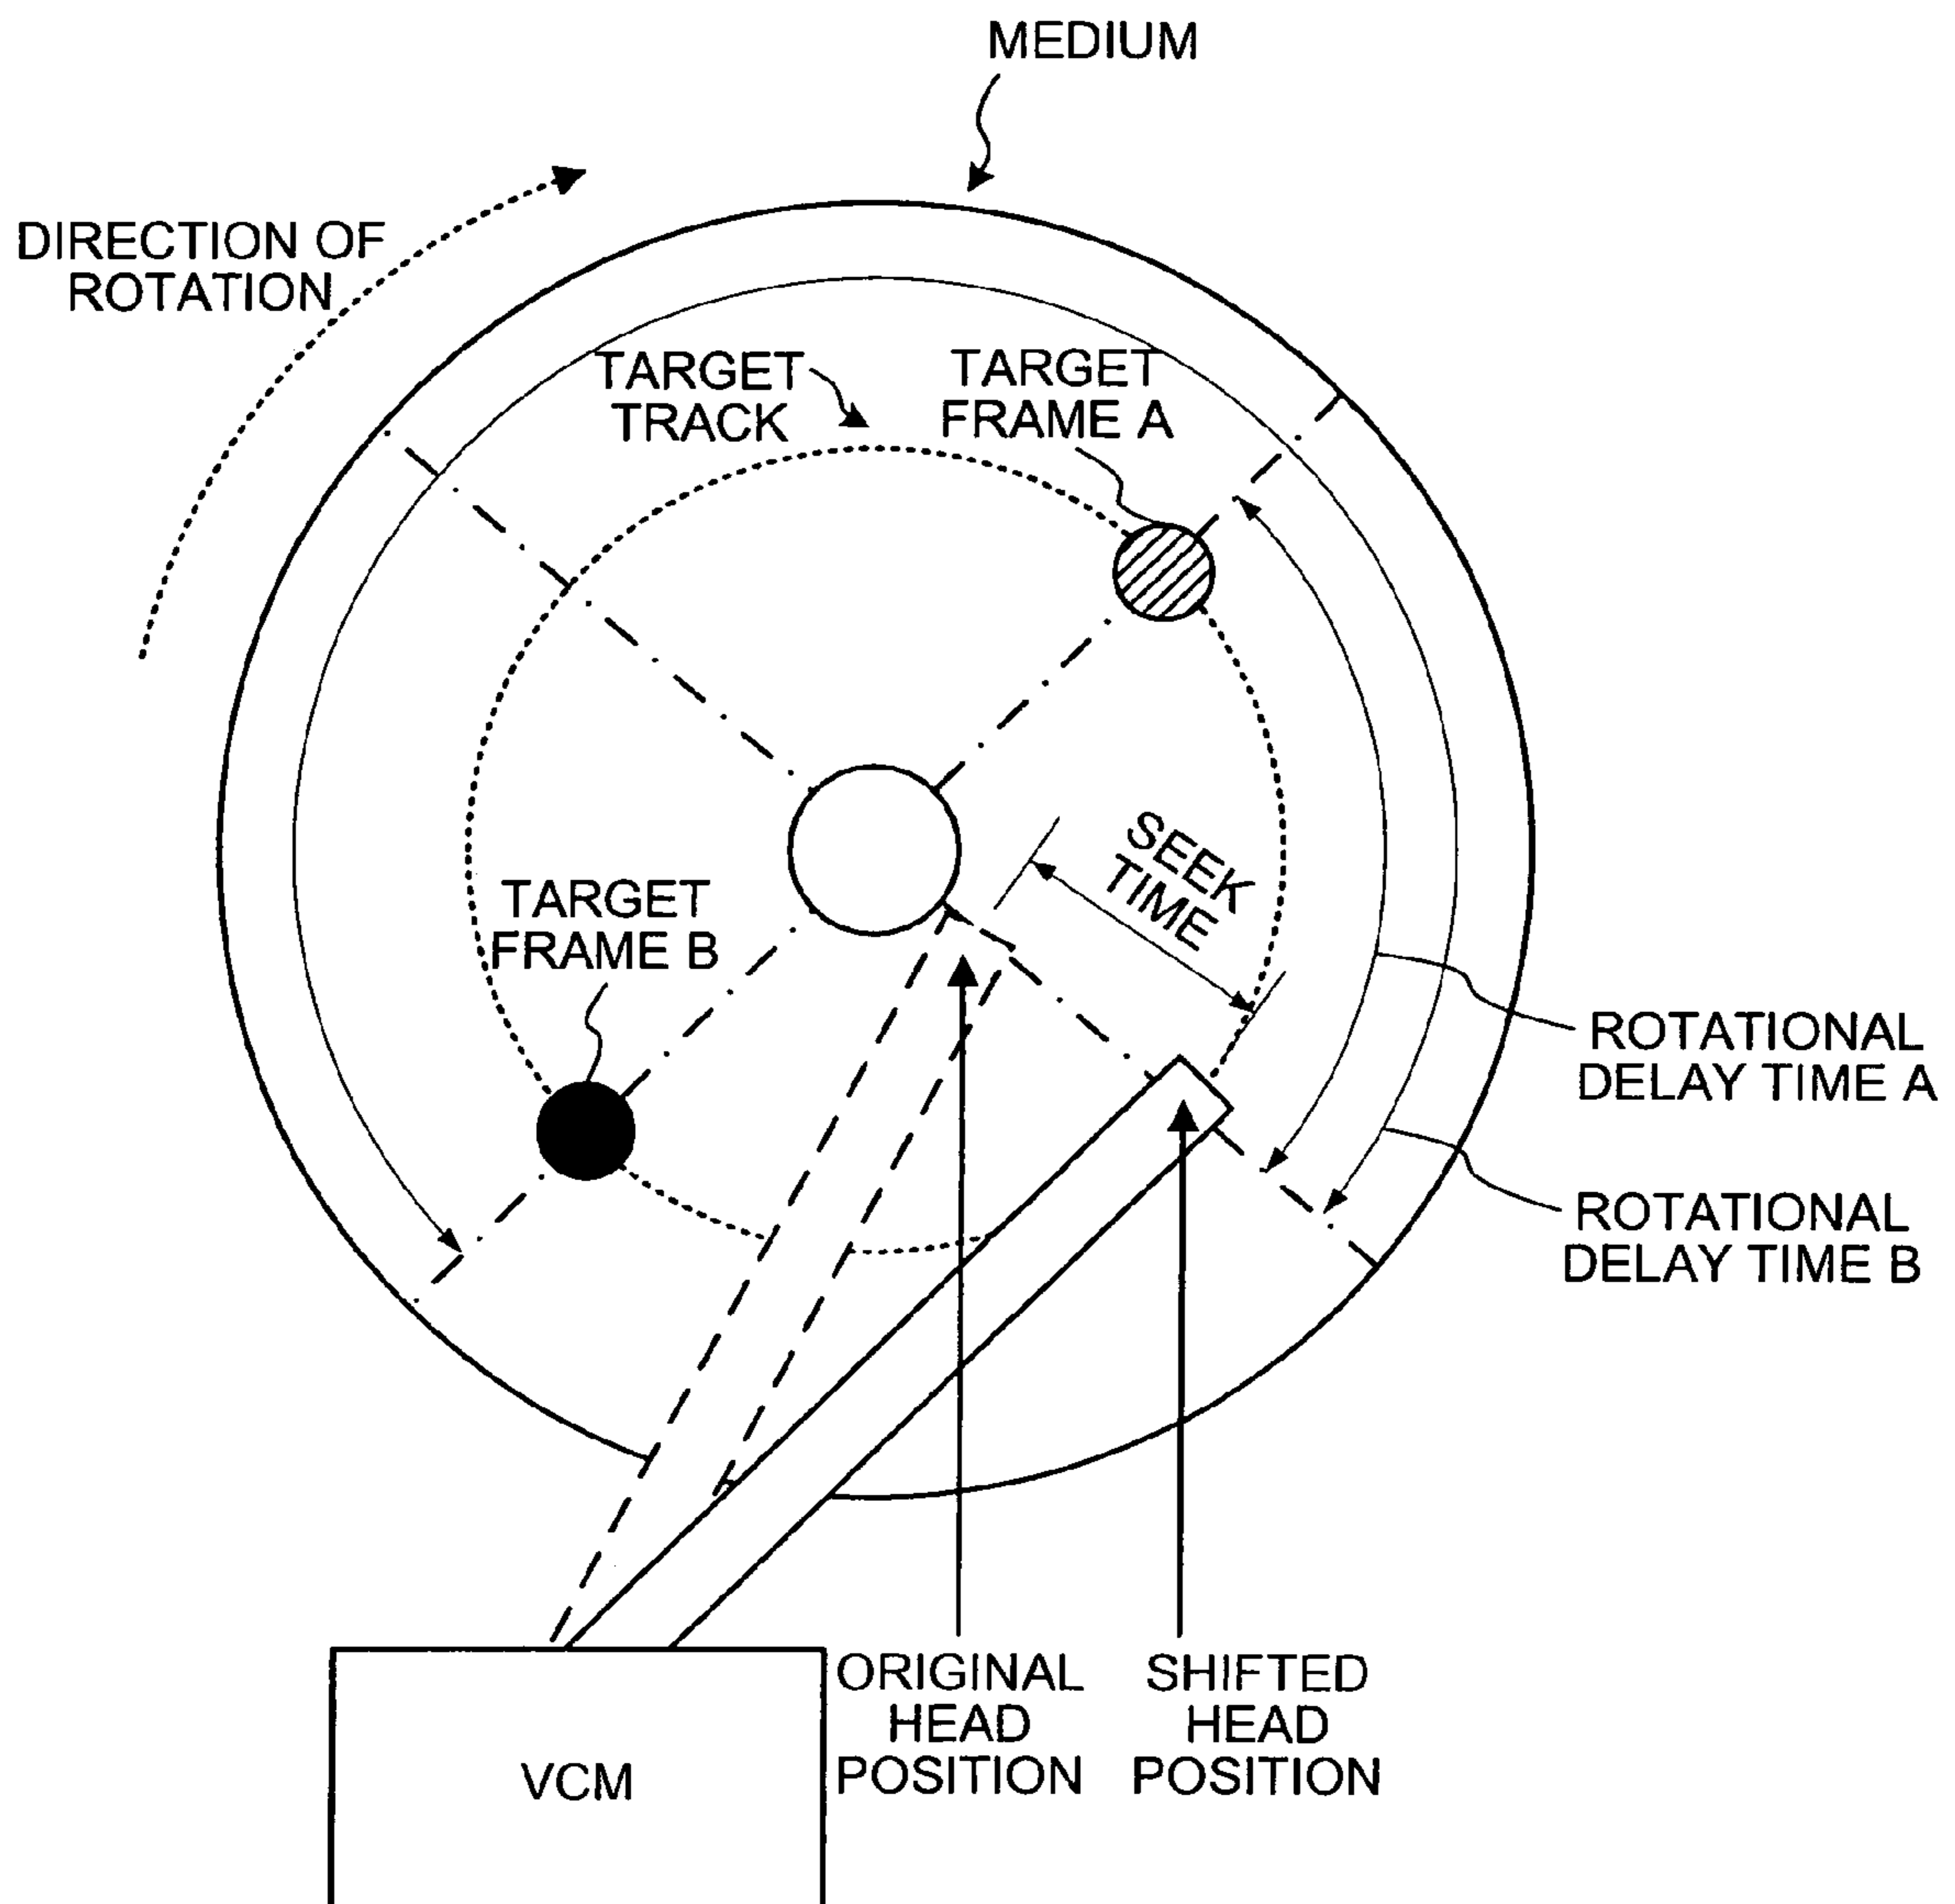 MEDIUM
DIRECTION OF
ROTATION
TARGET
TRACK
TARGET
FRAME A
SEEK
TIME
TARGET
FRAME B
ROTATIONAL
DELAY TIME A
ROTATIONAL
DELAY TIME B
ORIGINAL
HEAD
POSITION
SHIFTED
HEAD
POSITION
VCM